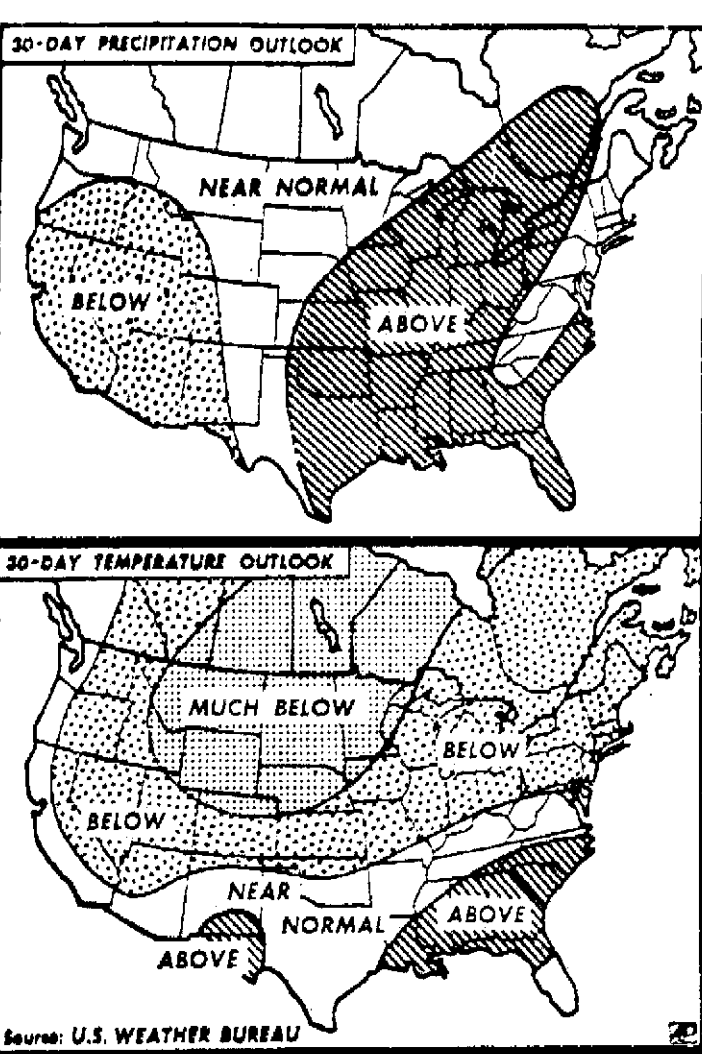 30-DAY PRECIPITATION OUTLOOK
NEAR NORMAL
BELOW
ABOVE
30-DAY TEMPERATURE OUTLOOK
MUCH BELOW
BELOW
BELOW
NEAR
NORMAL
ABOVE
ABOVE
Source: U.S. WEATHER BUREAU
AP